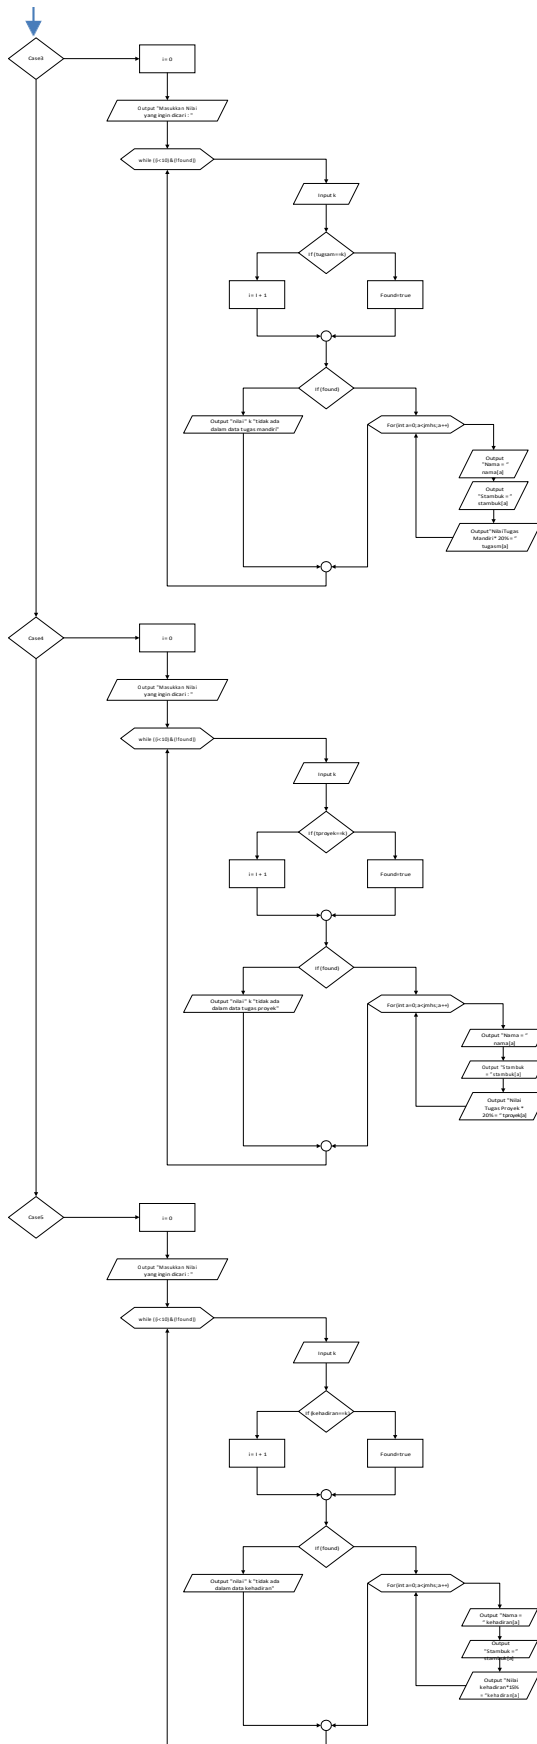 Case3
i = 0
Output "Masukkan Nilai
yang ingin dicari : "
while ((i<10)&(!found))
Input k
If (tugsam==k)
i = I + 1
Found=true
If (found)
Output "nilai" k "tidak ada
dalam data tugas mandiri"
For(int a=0;a<jmhs;a++)
Output
"Nama = "
nama[a]
Output
"Stambuk = "
stambuk[a]
Output"Nilai Tugas
Mandiri * 20% = "
tugasm[a]
Case4
i = 0
Output "Masukkan Nilai
yang ingin dicari : "
while ((i<10)&(!found))
Input k
If (tproyek==k)
i = I + 1
Found=true
If (found)
Output "nilai" k "tidak ada
dalam data tugas proyek"
For(int a=0;a<jmhs;a++)
Output "Nama = "
nama[a]
Output "Stambuk
= "stambuk[a]
Output "Nilai
Tugas Proyek *
20% = " tproyek[a]
Case5
i = 0
Output "Masukkan Nilai
yang ingin dicari : "
while ((i<10)&(!found))
Input k
If (kehadiran==k)
i = I + 1
Found=true
If (found)
Output "nilai" k "tidak ada
dalam data kehadiran"
For(int a=0;a<jmhs;a++)
Output "Nama =
" kehadiran[a]
Output
"Stambuk = "
stambuk[a]
Output "Nilai
kehadiran*15%
= "kehadiran[a]